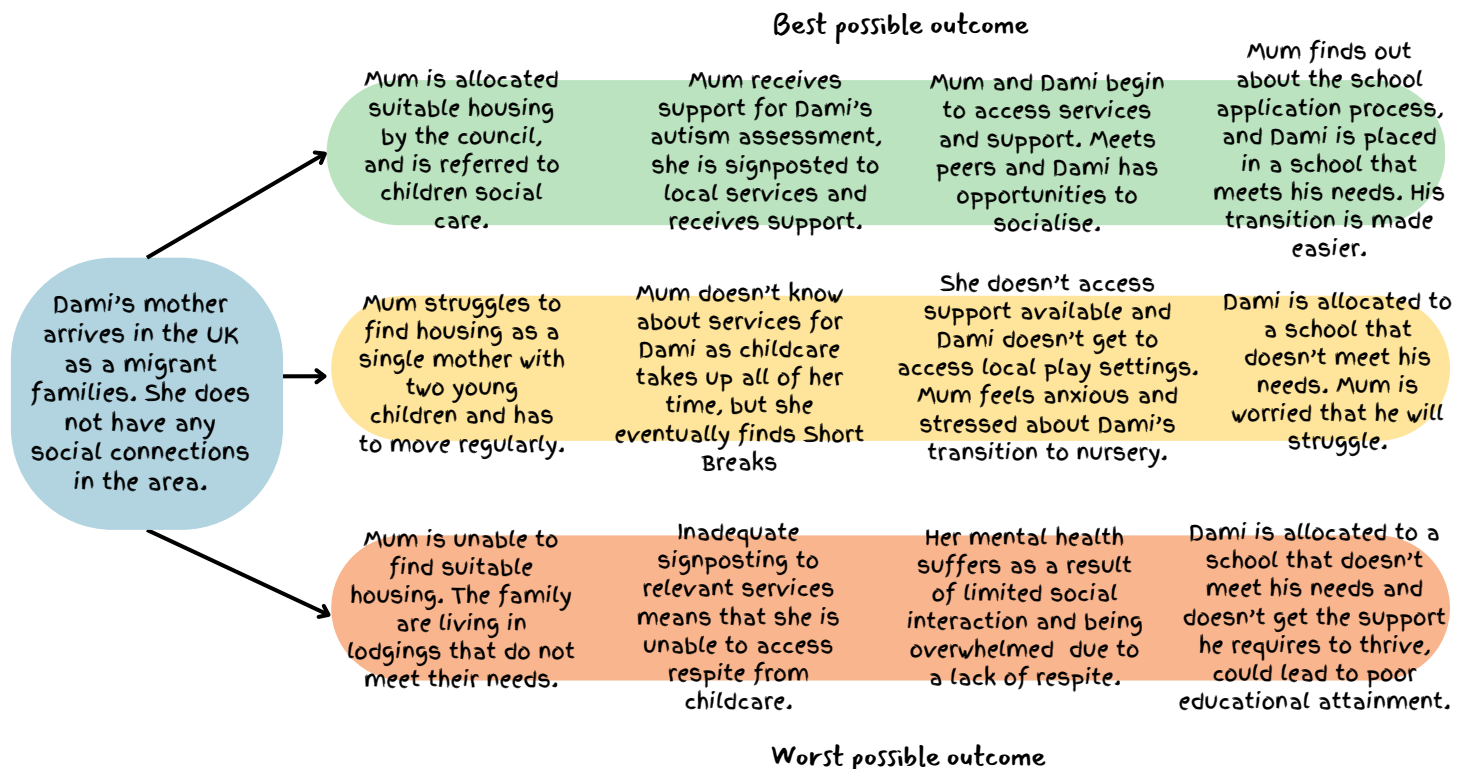 Best possible outcome
Dami's mother
arrives in the UK
as a migrant
families. She does
not have any
social connections
in the area.
Mum is allocated
suitable housing
by the council,
and is referred to
children social
care.
Mum receives
support for Dami's
autism assessment,
she is signposted to
local services and
receives support.
Mum and Dami begin
to access services
and support. Meets
peers and Dami has
opportunities to
socialise.
Mum finds out
about the school
application process,
and Dami is placed
in a school that
meets his needs. His
transition is made
easier.
Mum struggles to
find housing as a
single mother with
two young
children and has
to move regularly.
Mum doesn't know
about services for
Dami as childcare
takes up all of her
time, but she
eventually finds Short
Breaks
She doesn't access
support available and
Dami doesn't get to
access local play settings.
Mum feels anxious and
stressed about Dami's
transition to nursery.
Dami is allocated to
a school that
doesn't meet his
needs. Mum is
worried that he will
struggle.
Mum is unable to
find suitable
housing. The family
are living in
lodgings that do not
meet their needs.
Inadequate
signposting to
relevant services
means that she is
unable to access
respite from
childcare.
Her mental health
suffers as a result
of limited social
interaction and being
overwhelmed due to
a lack of respite.
Dami is allocated to a
school that doesn't
meet his needs and
doesn't get the support
he requires to thrive,
could lead to poor
educational attainment.
Worst possible outcome